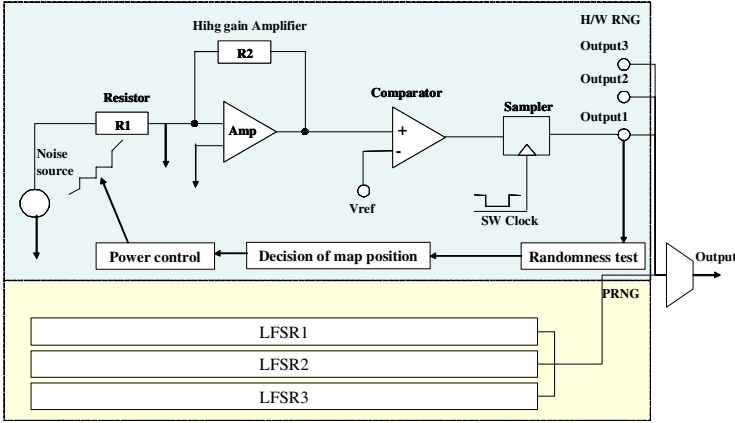 Hihg gain Amplifier
H/W RNG
R2
Output3
Output2
Output1
Resistor
Comparator
Sampler
R1
Amp
+
-
Noise
source
Vref
SW Clock
Power control
Decision of map position
Randomness test
Output
PRNG
LFSR1
LFSR2
LFSR3